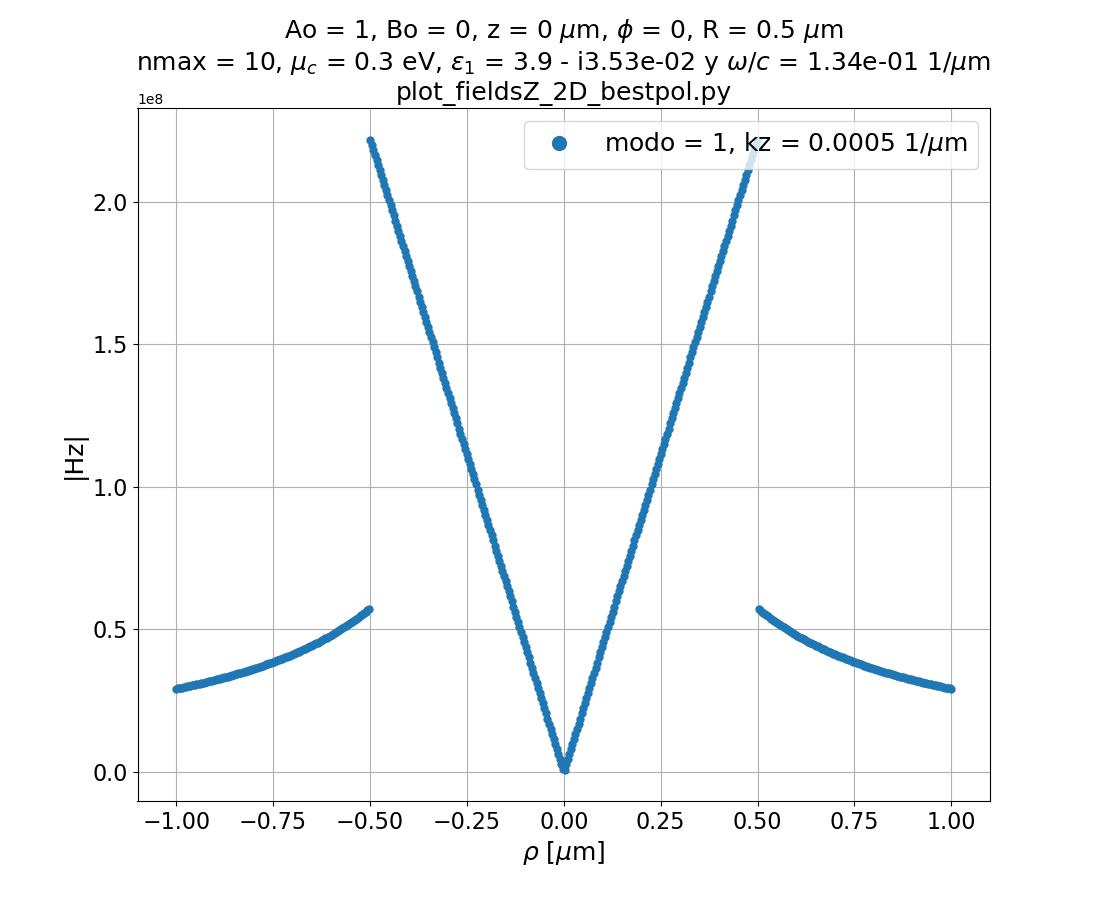 Ao = 1, Bo = 0, z = 0 μm, ϕ = 0, R = 0.5 μm
nmax = 10, μc = 0.3 eV, ε1 = 3.9 - i3.53e-02 y ω/c = 1.34e-01 1/μm
plot_fieldsZ_2D_bestpol.py
1e8
modo = 1, kz = 0.0005 1/μm
2.0
1.5
1.0
0.5
0.0
|Hz|
−1.00 −0.75 −0.50 −0.25 0.00 0.25 0.50 0.75 1.00
ρ [μm]